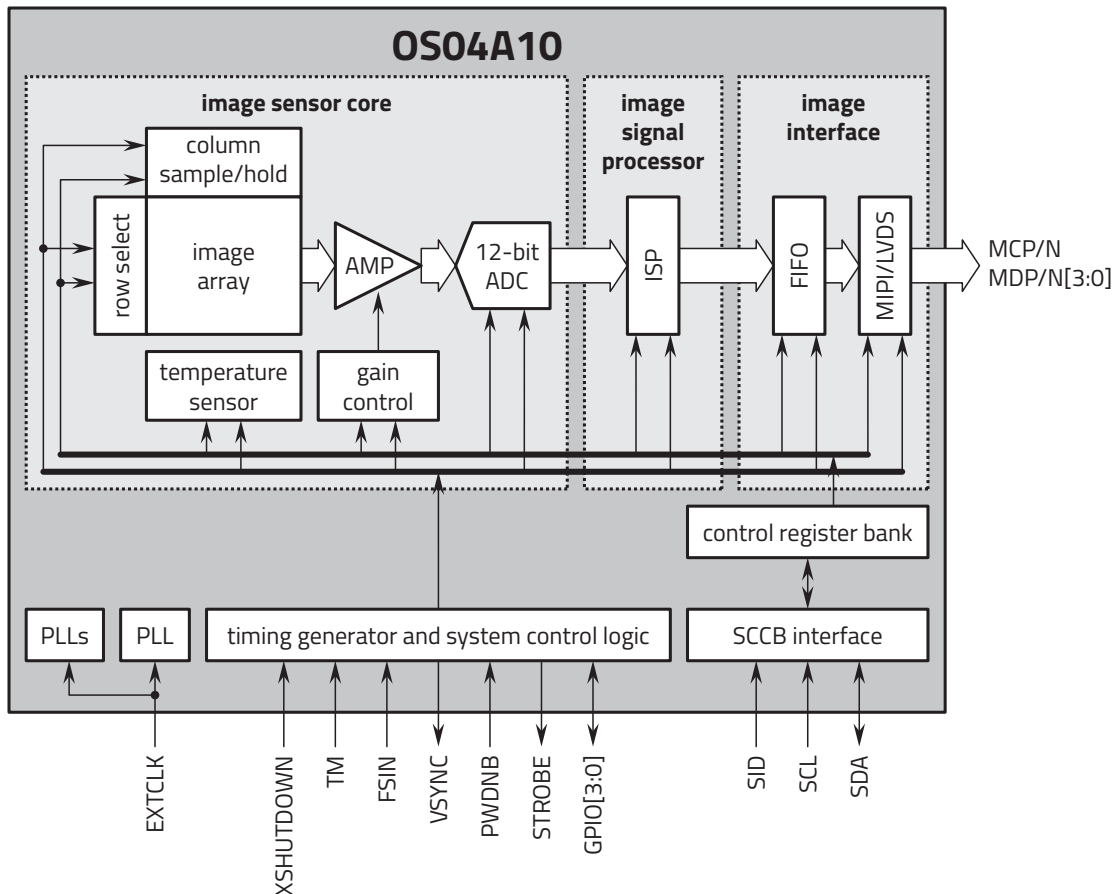 OS04A10
image sensor core
image
signal
processor
image
interface
column
sample/hold
row select
image
array
AMP
12-bit
ADC
ISP
FIFO
MIPI/LVDS
MCP/N
MDP/N[3:0]
temperature
sensor
gain
control
control register bank
PLLs
PLL
timing generator and system control logic
SCCB interface
EXTCLK
XSHUTDOWN
TM
FSIN
VSYNC
PWDNB
STROBE
GPIO[3:0]
SID
SCL
SDA